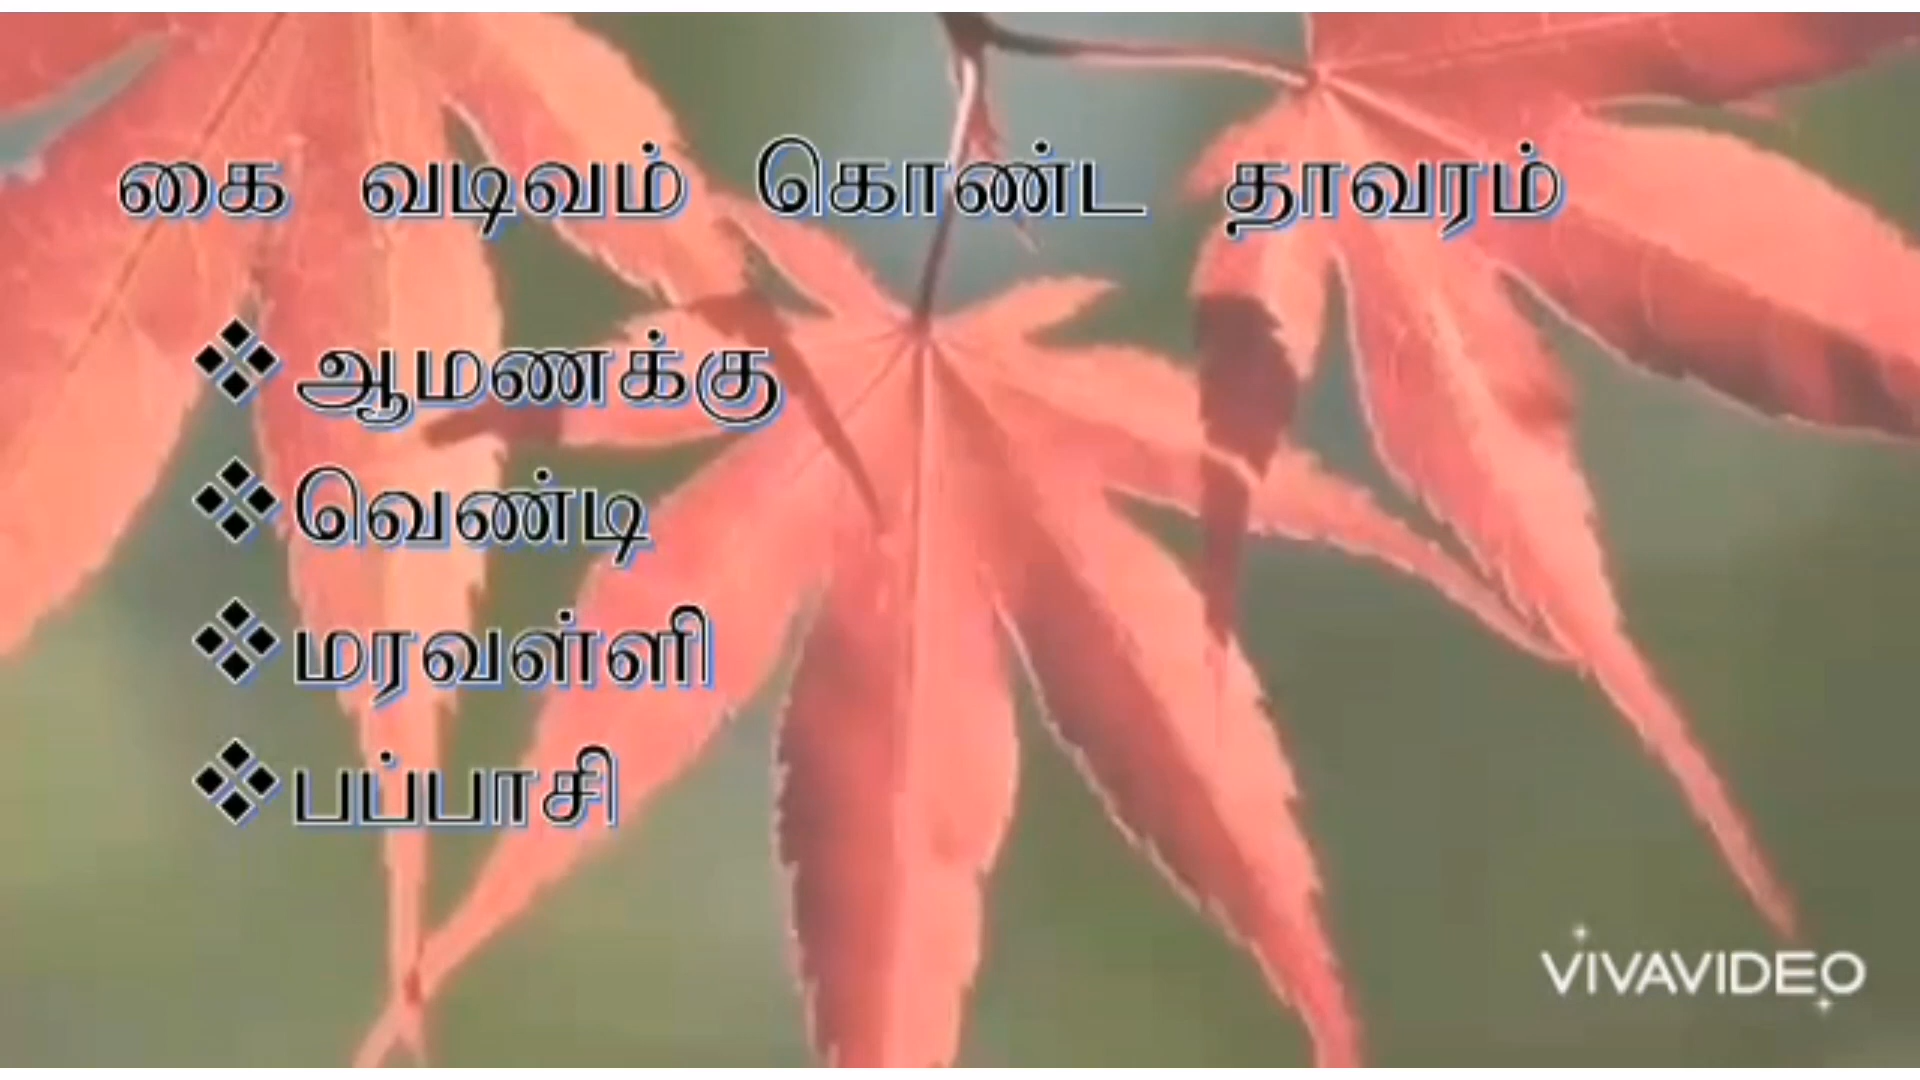 கை வடிவம் கொண்ட தாவரம்
❖ஆமணக்கு
❖வெண்டி
❖மரவள்ளி
❖பப்பாசி
VIVAVIDEO